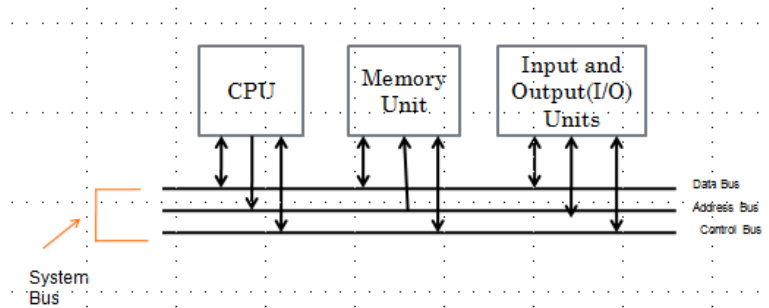 CPU
Memory
Unit
Input and
Output(I/O)
Units
Data Bus
Address Bus
Control Bus
System
Bus